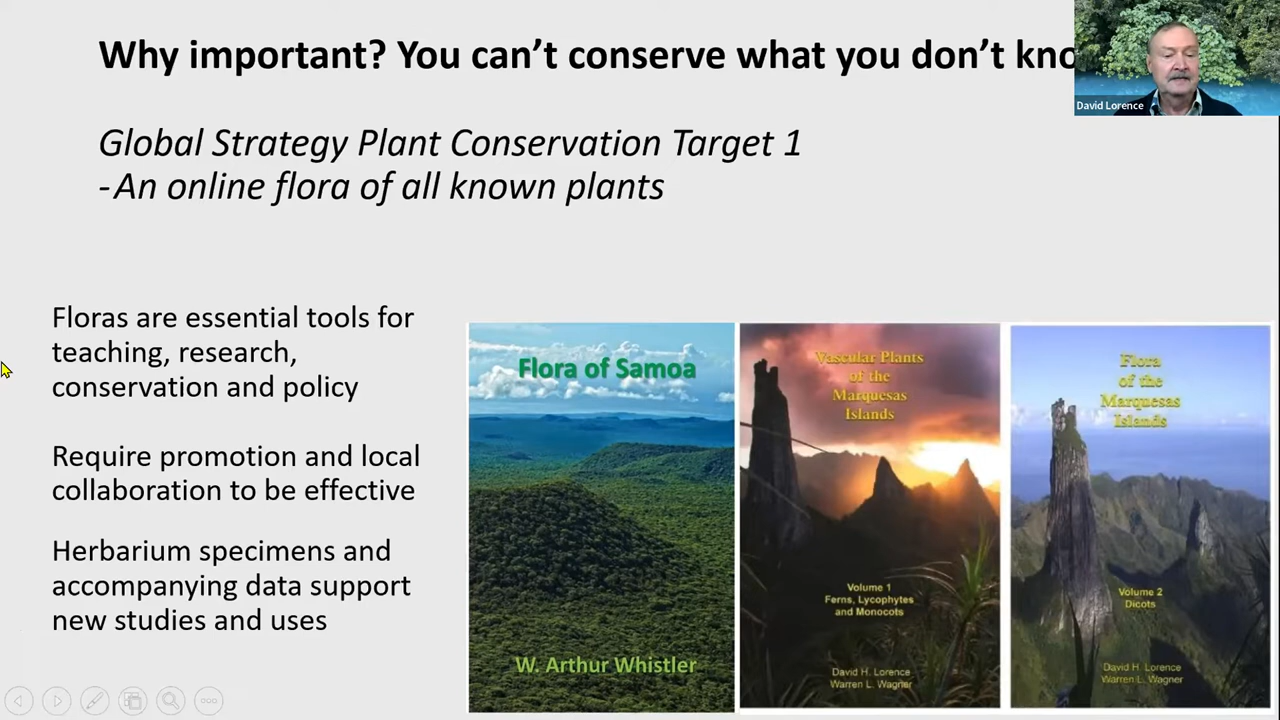 Why important? You can't conserve what you don't kno
David Lorence
Global Strategy Plant Conservation Target 1
-An online flora of all known plants
Floras are essential tools for
teaching, research,
conservation and policy
Require promotion and local
collaboration to be effective
Herbarium specimens and
accompanying data support
new studies and uses
Flora of Samoa
W. Arthur Whistler
Vascular Plants
of the
Marquesas
Islands
Volume 1
Ferns, Lycophytes
and Monocots
David H. Lorence
Warren L. Wagner
Flora
of the
Marquesas
Islands
Volume 2
Dicots
David H. Lorence
Warren L. Wagner